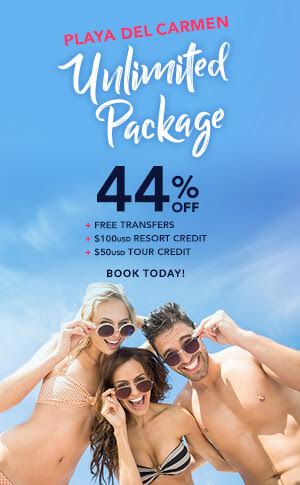 PLAYA DEL CARMEN
Unlimited
Package
44% OFF
+ FREE TRANSFERS
+ $100USD RESORT CREDIT
+ $50USD TOUR CREDIT
BOOK TODAY!